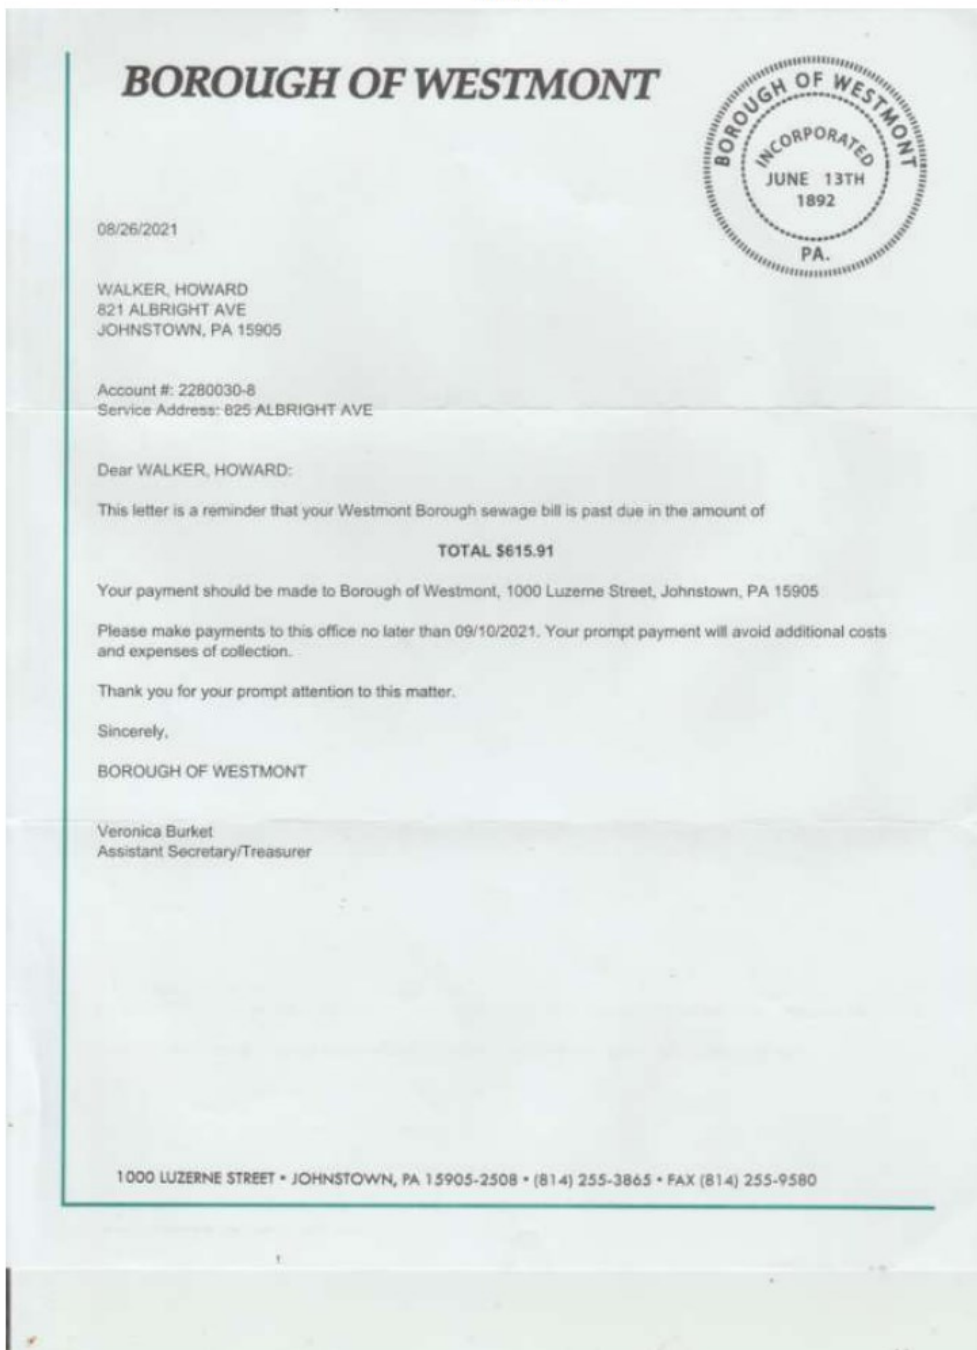 BOROUGH OF WESTMONT
BOROUGH OF WESTMONT
INCORPORATED
JUNE 13TH
1892
PA.
08/26/2021
WALKER, HOWARD
821 ALBRIGHT AVE
JOHNSTOWN, PA 15905
Account #: 2280030-8
Service Address: 825 ALBRIGHT AVE
Dear WALKER, HOWARD:
This letter is a reminder that your Westmont Borough sewage bill is past due in the amount of
TOTAL $615.91
Your payment should be made to Borough of Westmont, 1000 Luzerne Street, Johnstown, PA 15905
Please make payments to this office no later than 09/10/2021. Your prompt payment will avoid additional costs
and expenses of collection.
Thank you for your prompt attention to this matter.
Sincerely,
BOROUGH OF WESTMONT
Veronica Burket
Assistant Secretary/Treasurer
1000 LUZERNE STREET • JOHNSTOWN, PA 15905-2508 • (814) 255-3865 • FAX (814) 255-9580